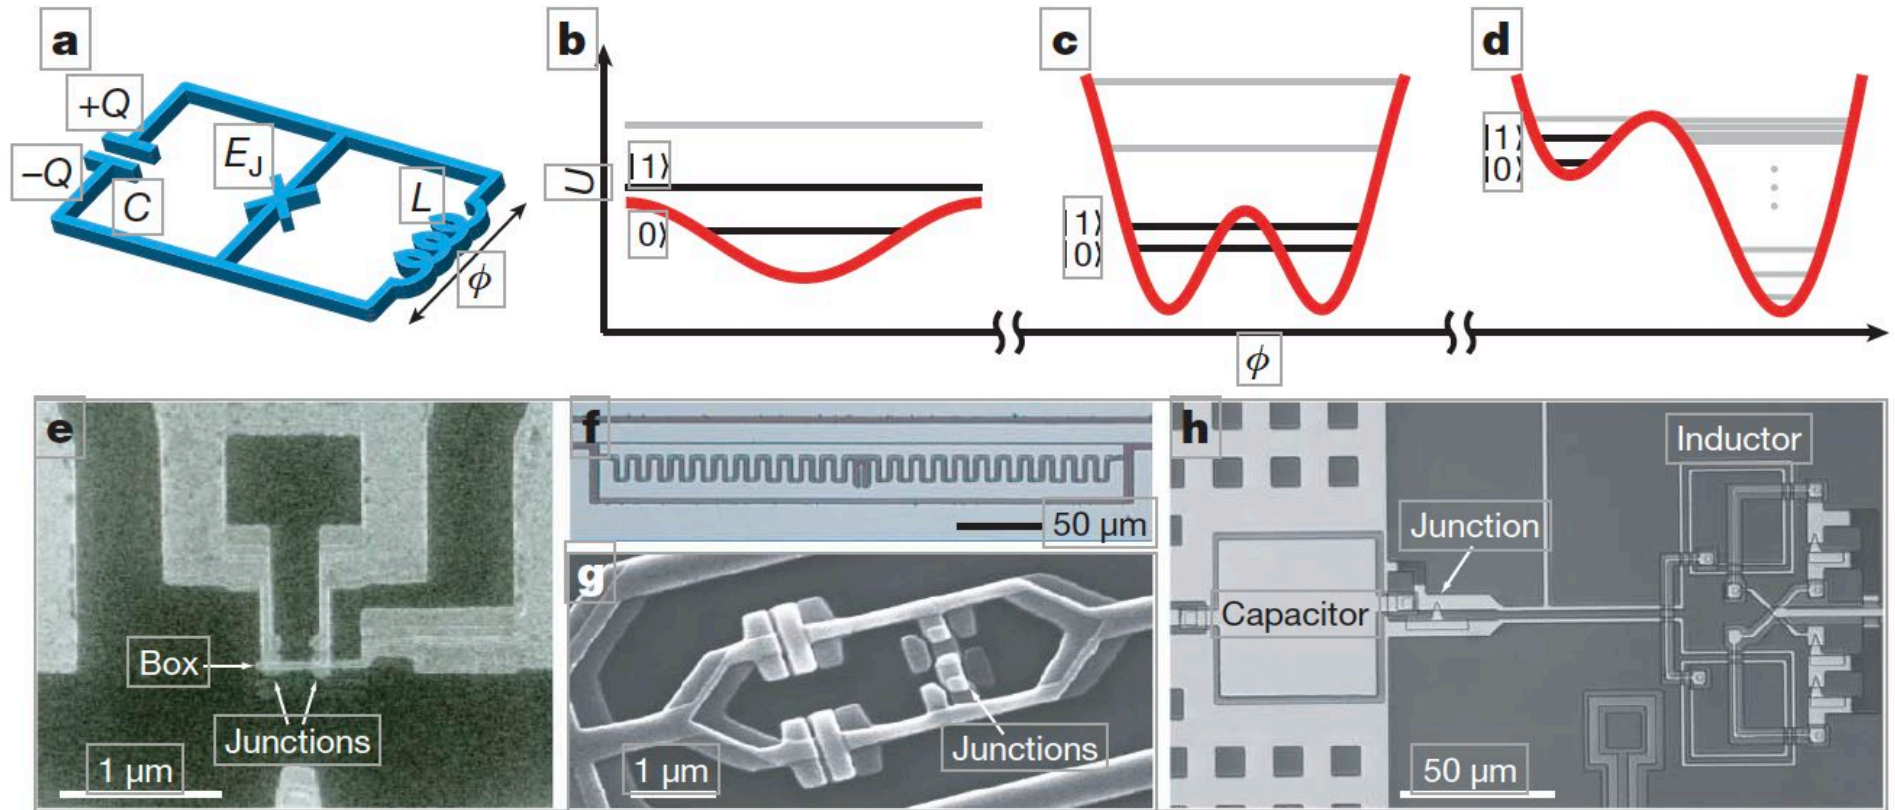 a
+Q
–Q
C
E_J
L
ϕ
b
U
|1⟩
0⟩
c
|1⟩
|0⟩
d
|1⟩
|0⟩
ϕ
e
Box
Junctions
1 µm
f
50 µm
g
Junctions
1 µm
h
Inductor
Junction
Capacitor
50 µm